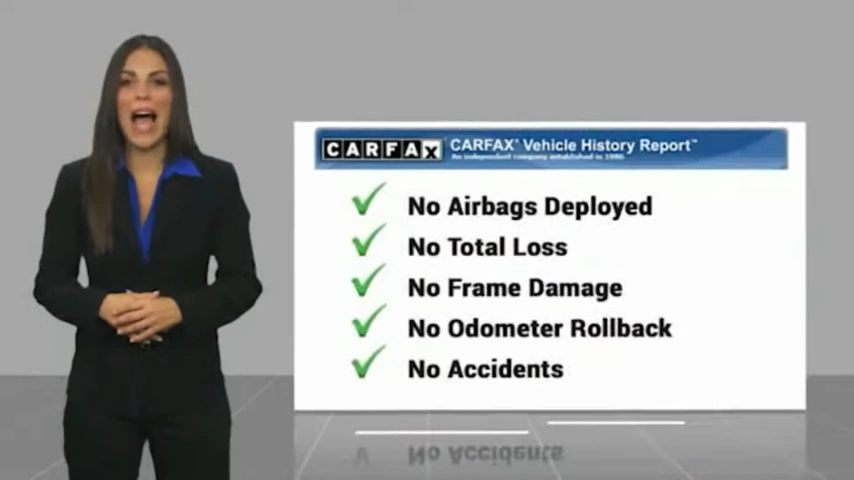 CARFAX CARFAX Vehicle History Report™
An independent company established in 1986
No Airbags Deployed
No Total Loss
No Frame Damage
No Odometer Rollback
No Accidents
No Accidents